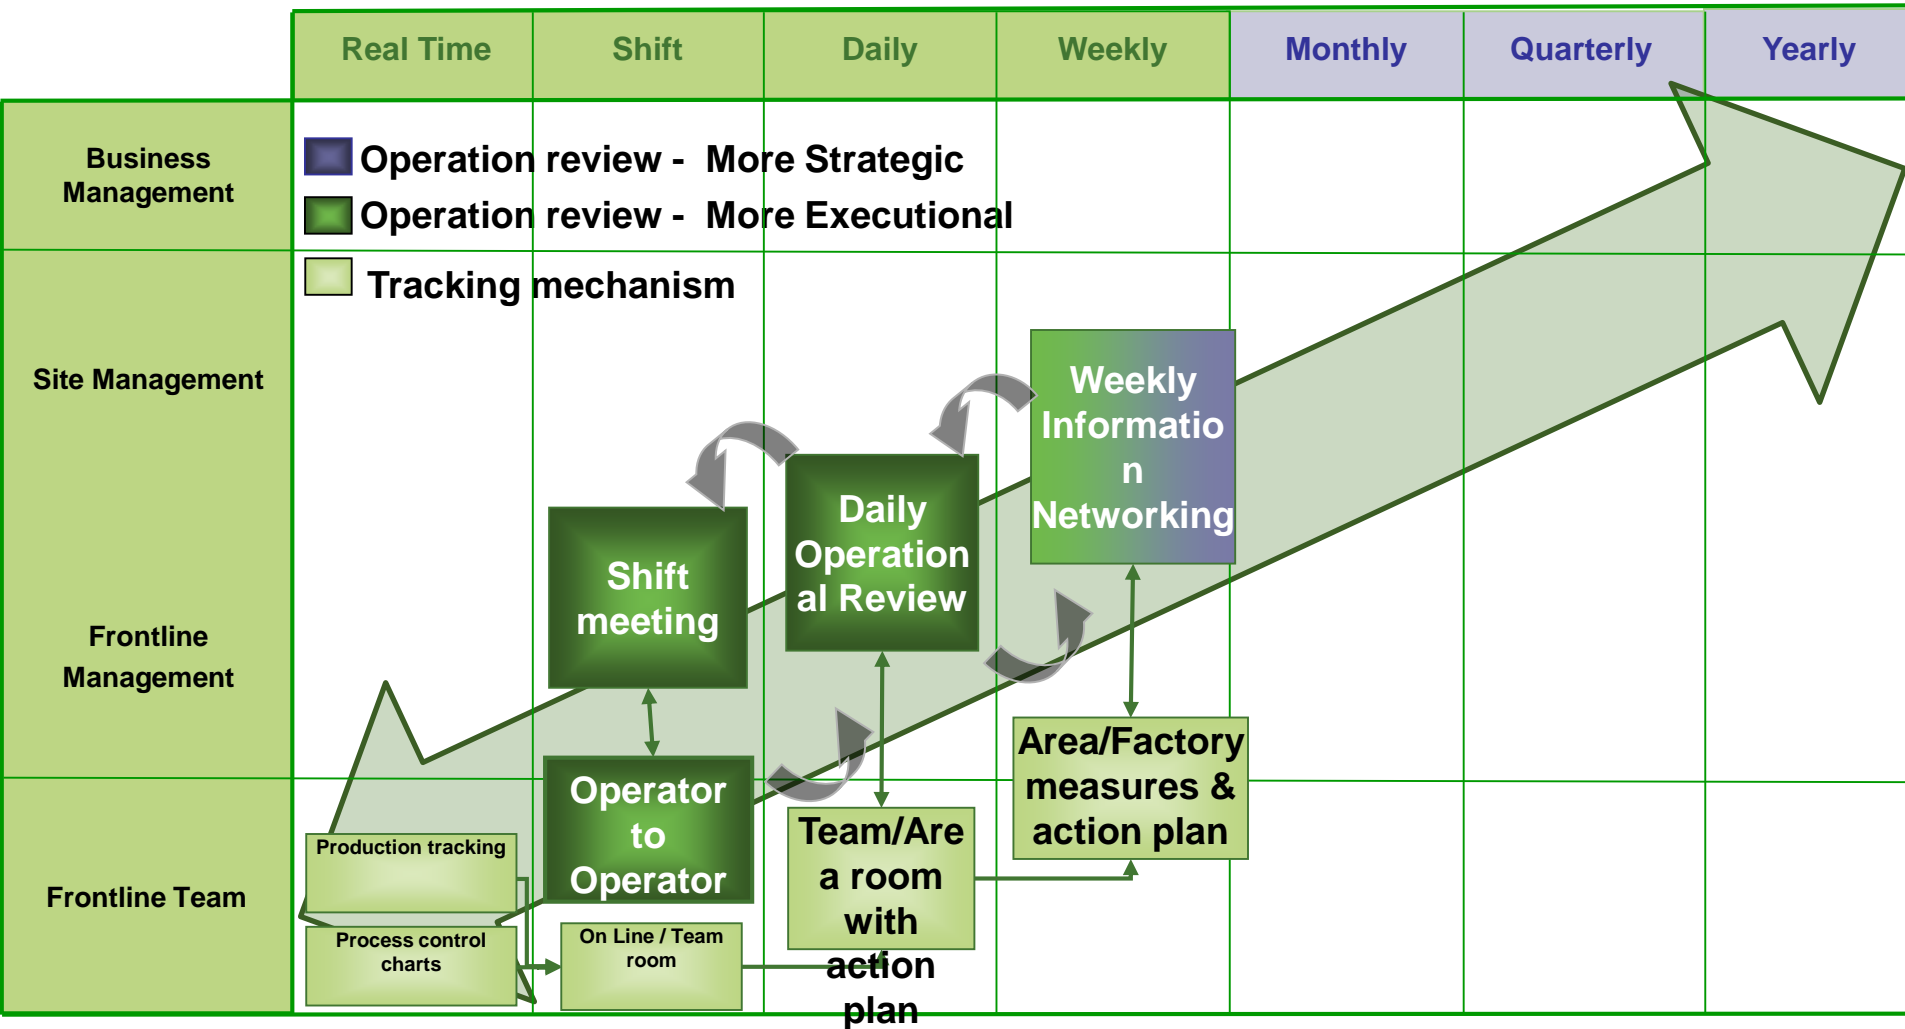 Real Time
Shift
Daily
Weekly
Monthly
Quarterly
Yearly
Business
Management
Operation review -  More Strategic
Operation review -  More Executional
Tracking mechanism
Site Management
Weekly
Informatio
n
Networking
Daily
Operation
al Review
Shift
meeting
Frontline
Management
Area/Factory
measures &
action plan
Operator
to
Operator
Team/Are
a room
with
action
plan
Frontline Team
Production tracking
Process control
charts
On Line / Team
room